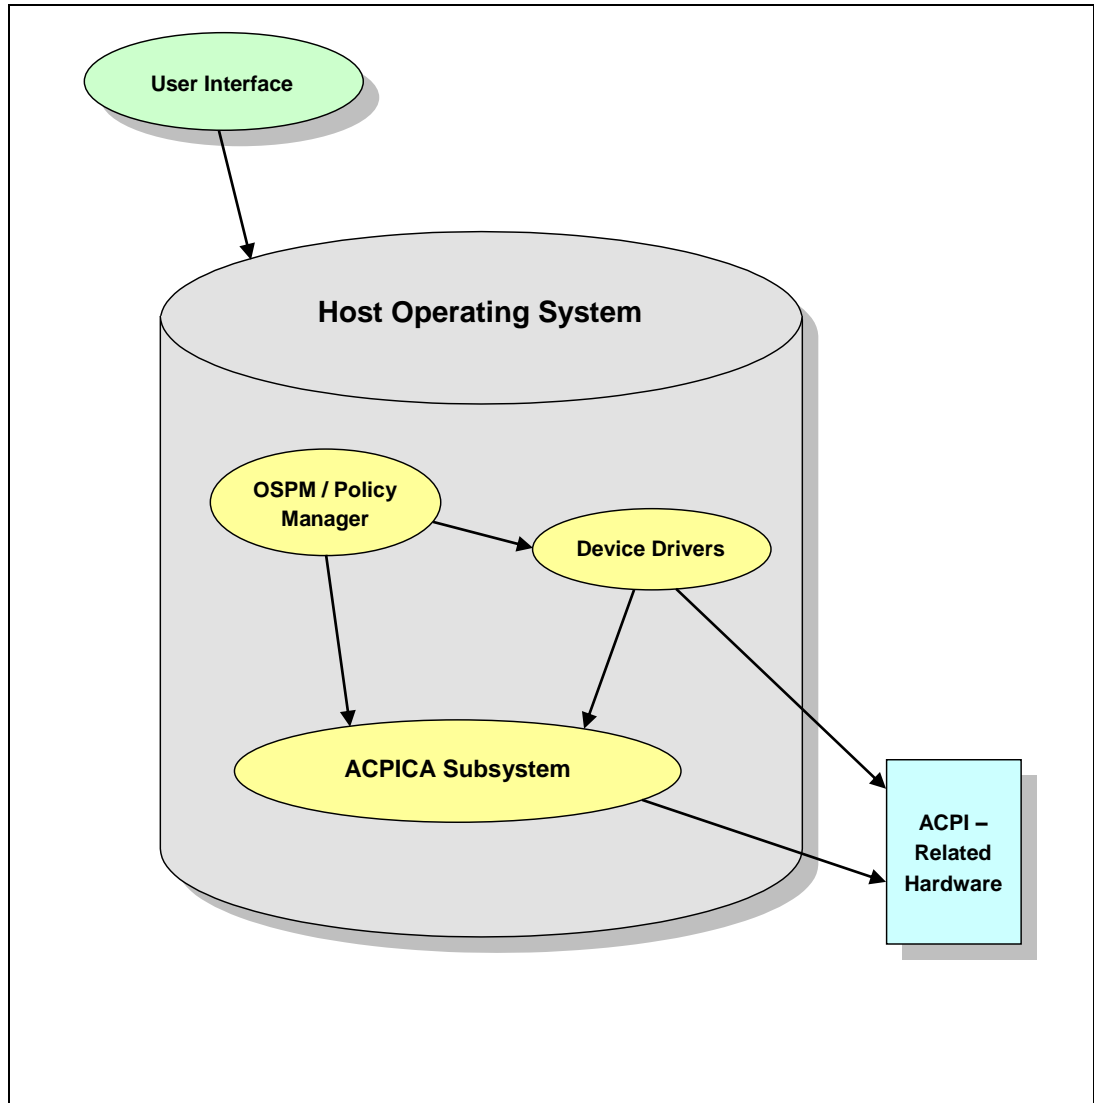 User Interface
Host Operating System
OSPM / Policy
Manager
Device Drivers
ACPICA Subsystem
ACPI –
Related
Hardware